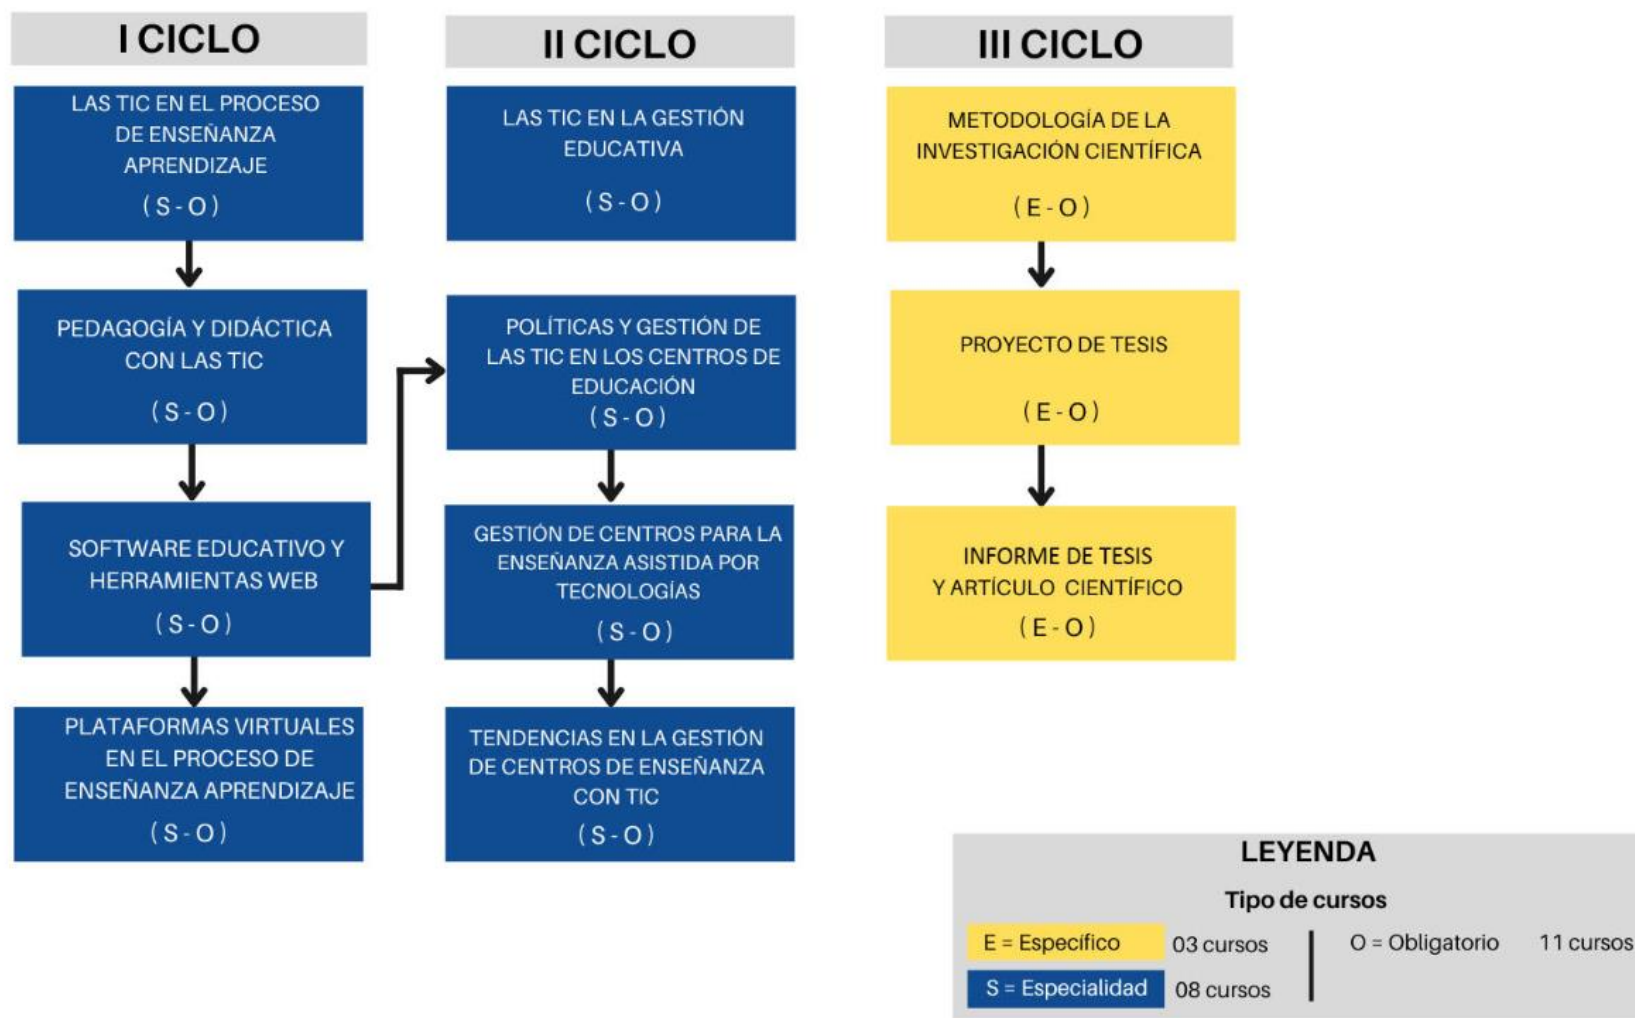 I CICLO
LAS TIC EN EL PROCESO
DE ENSEÑANZA
APRENDIZAJE
( S - O )
PEDAGOGÍA Y DIDÁCTICA
CON LAS TIC
( S - O )
SOFTWARE EDUCATIVO Y
HERRAMIENTAS WEB
( S - O )
PLATAFORMAS VIRTUALES
EN EL PROCESO DE
ENSEÑANZA APRENDIZAJE
( S - O )
II CICLO
LAS TIC EN LA GESTIÓN
EDUCATIVA
( S - O )
POLÍTICAS Y GESTIÓN DE
LAS TIC EN LOS CENTROS DE
EDUCACIÓN
( S - O )
GESTIÓN DE CENTROS PARA LA
ENSEÑANZA ASISTIDA POR
TECNOLOGÍAS
( S - O )
TENDENCIAS EN LA GESTIÓN
DE CENTROS DE ENSEÑANZA
CON TIC
( S - O )
III CICLO
METODOLOGÍA DE LA
INVESTIGACIÓN CIENTÍFICA
( E - O )
PROYECTO DE TESIS
( E - O )
INFORME DE TESIS
Y ARTÍCULO CIENTÍFICO
( E - O )
LEYENDA
Tipo de cursos
E = Específico 03 cursos
O = Obligatorio 11 cursos
S = Especialidad 08 cursos